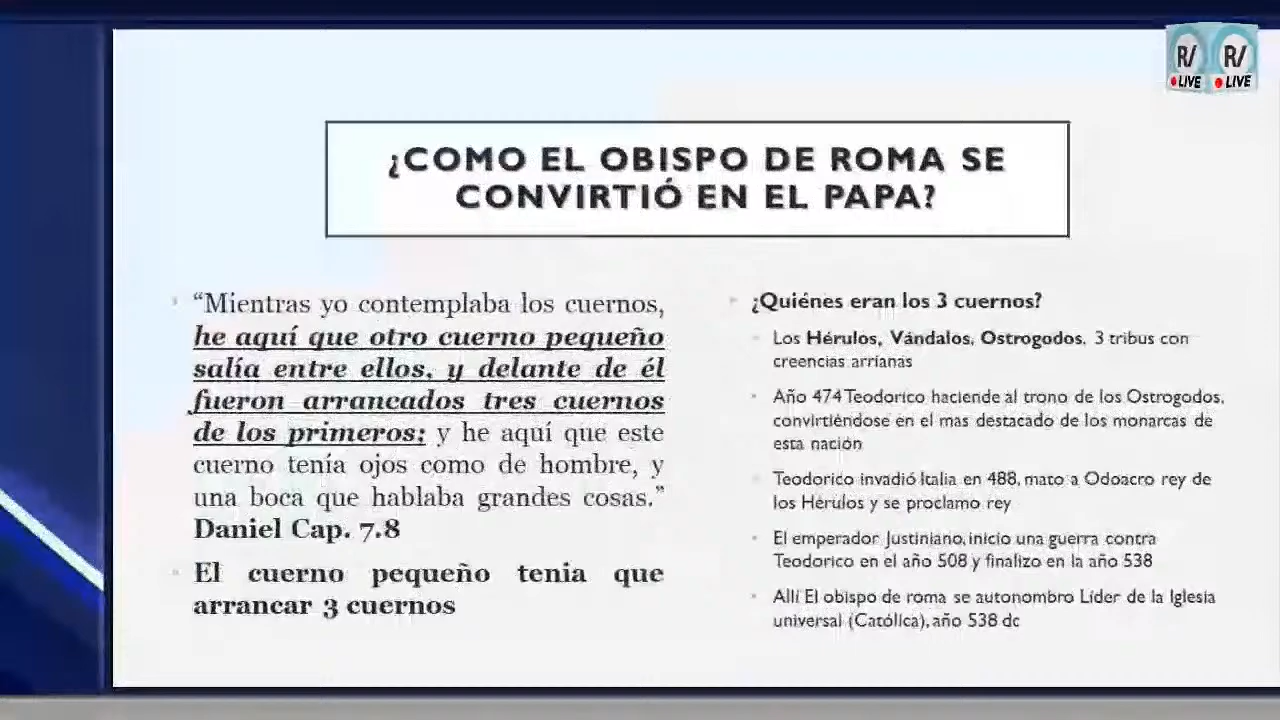 R/ R/
LIVE LIVE
¿COMO EL OBISPO DE ROMA SE
CONVIRTIÓ EN EL PAPA?
“Mientras yo contemplaba los cuernos,
he aquí que otro cuerno pequeño
salía entre ellos, y delante de él
fueron arrancados tres cuernos
de los primeros; y he aquí que este
cuerno tenía ojos como de hombre, y
una boca que hablaba grandes cosas.”
Daniel Cap. 7.8
El cuerno pequeño tenia que
arrancar 3 cuernos
¿Quiénes eran los 3 cuernos?
Los Hérulos, Vándalos, Ostrogodos, 3 tribus con
creencias arrianas
Año 474 Teodorico haciende al trono de los Ostrogodos,
convirtiéndose en el mas destacado de los monarcas de
esta nación
Teodorico invadió Italia en 488, mato a Odoacro rey de
los Hérulos y se proclamo rey
El emperador Justiniano, inicio una guerra contra
Teodorico en el año 508 y finalizo en la año 538
Allí El obispo de roma se autonombro Líder de la Iglesia
universal (Católica), año 538 dc